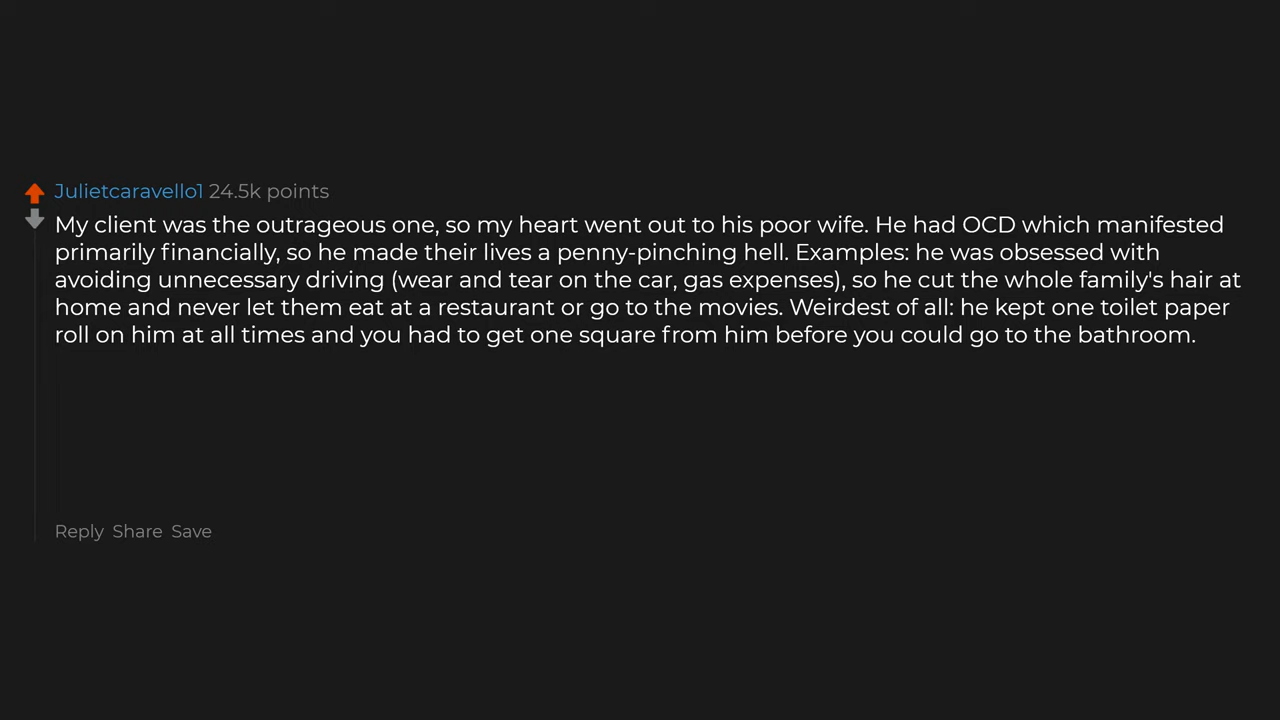 Julietcaravello1 24.5k points
My client was the outrageous one, so my heart went out to his poor wife. He had OCD which manifested
primarily financially, so he made their lives a penny-pinching hell. Examples: he was obsessed with
avoiding unnecessary driving (wear and tear on the car, gas expenses), so he cut the whole family's hair at
home and never let them eat at a restaurant or go to the movies. Weirdest of all: he kept one toilet paper
roll on him at all times and you had to get one square from him before you could go to the bathroom.
Reply Share Save